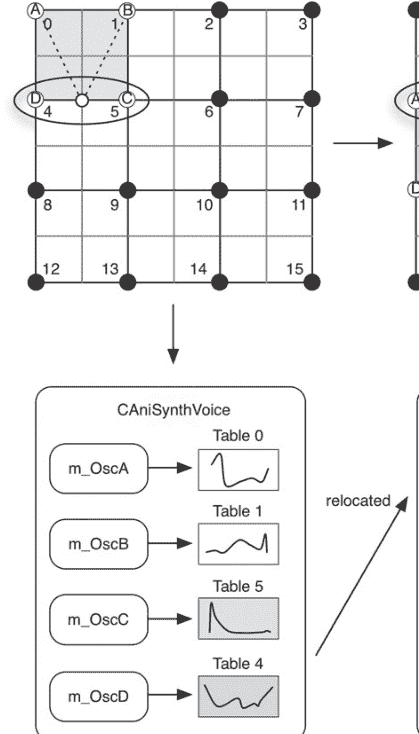 A B
0 1 2 3
D C A
4 5 6 7
D
8 9 10 11
12 13 14 15
CAniSynthVoice
Table 0
m_OscA
Table 1
relocated
m_OscB
Table 5
m_OscC
Table 4
m_OscD